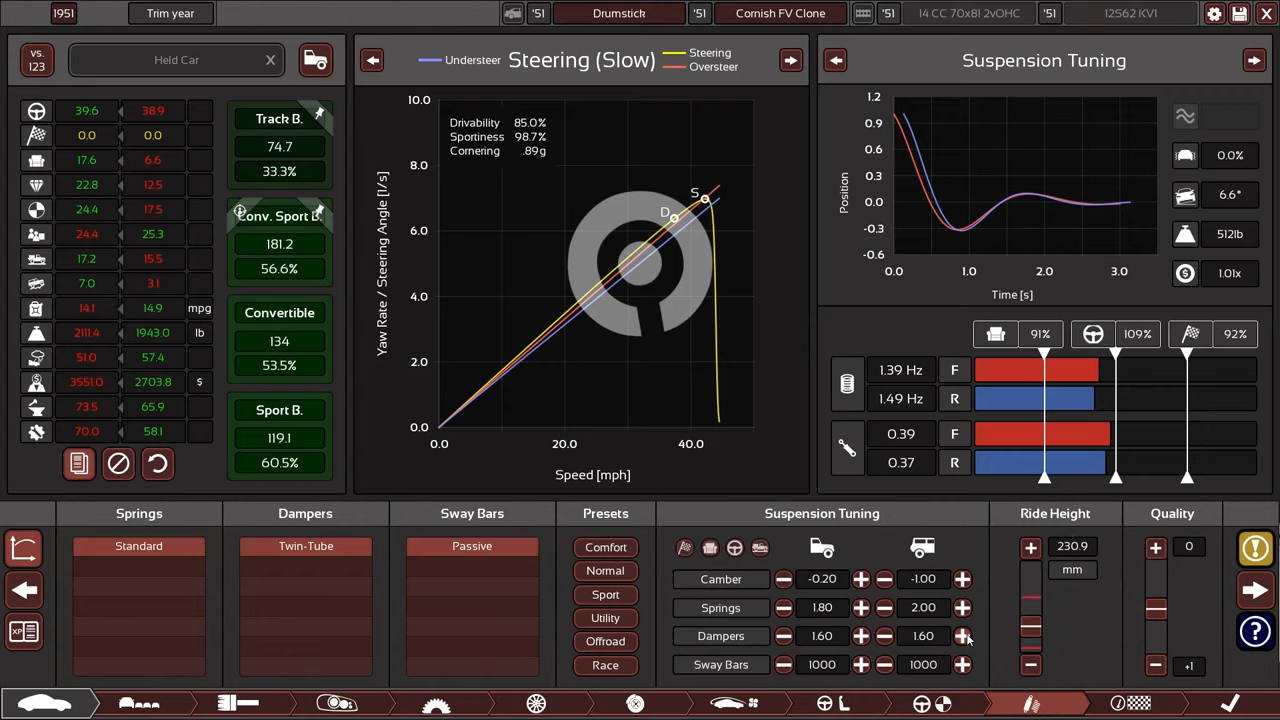 1951 Trim year '51 Drumstick '51 Cornish FV Clone '51 I4 CC 70x81 2vOHC '51 12562 KVI
vs.
123
Held Car X
39.6 38.9
0.0 0.0
17.6 6.6
22.8 12.5
24.4 17.5
24.4 25.3
17.2 15.5
7.0 3.1
14.1 14.9 mpg
2111.4 1943.0 lb
51.0 57.4
3551.0 2703.8 $
73.5 65.9
70.0 58.1
Track B.
74.7
33.3%
Conv. Sport B.
181.2
56.6%
Convertible
134
53.5%
Sport B.
119.1
60.5%
Understeer Steering (Slow) Steering
Oversteer
Drivability 85.0%
Sportiness 98.7%
Cornering .89g
Yaw Rate / Steering Angle [1/s]
10.0
8.0
6.0
4.0
2.0
0.0
D
S
0.0 20.0 40.0
Speed [mph]
Suspension Tuning
Position
1.2
0.9
0.6
0.3
0.0
-0.3
-0.6
0.0 1.0 2.0 3.0
Time [s]
0.0%
6.6°
512lb
$ 1.01x
91% 109% 92%
1.39 Hz F
1.49 Hz R
0.39 F
0.37 R
Springs
Standard
Dampers
Twin-Tube
Sway Bars
Passive
Presets
Comfort
Normal
Sport
Utility
Offroad
Race
Suspension Tuning
Camber -0.20 -1.00
Springs 1.80 2.00
Dampers 1.60 1.60
Sway Bars 1000 1000
Ride Height
230.9
mm
Quality
0
+1
XP
!
?